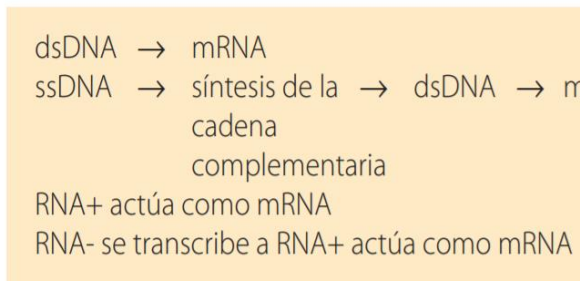 dsDNA → mRNA
ssDNA → síntesis de la → dsDNA → m
cadena
complementaria
RNA+ actúa como mRNA
RNA- se transcribe a RNA+ actúa como mRNA